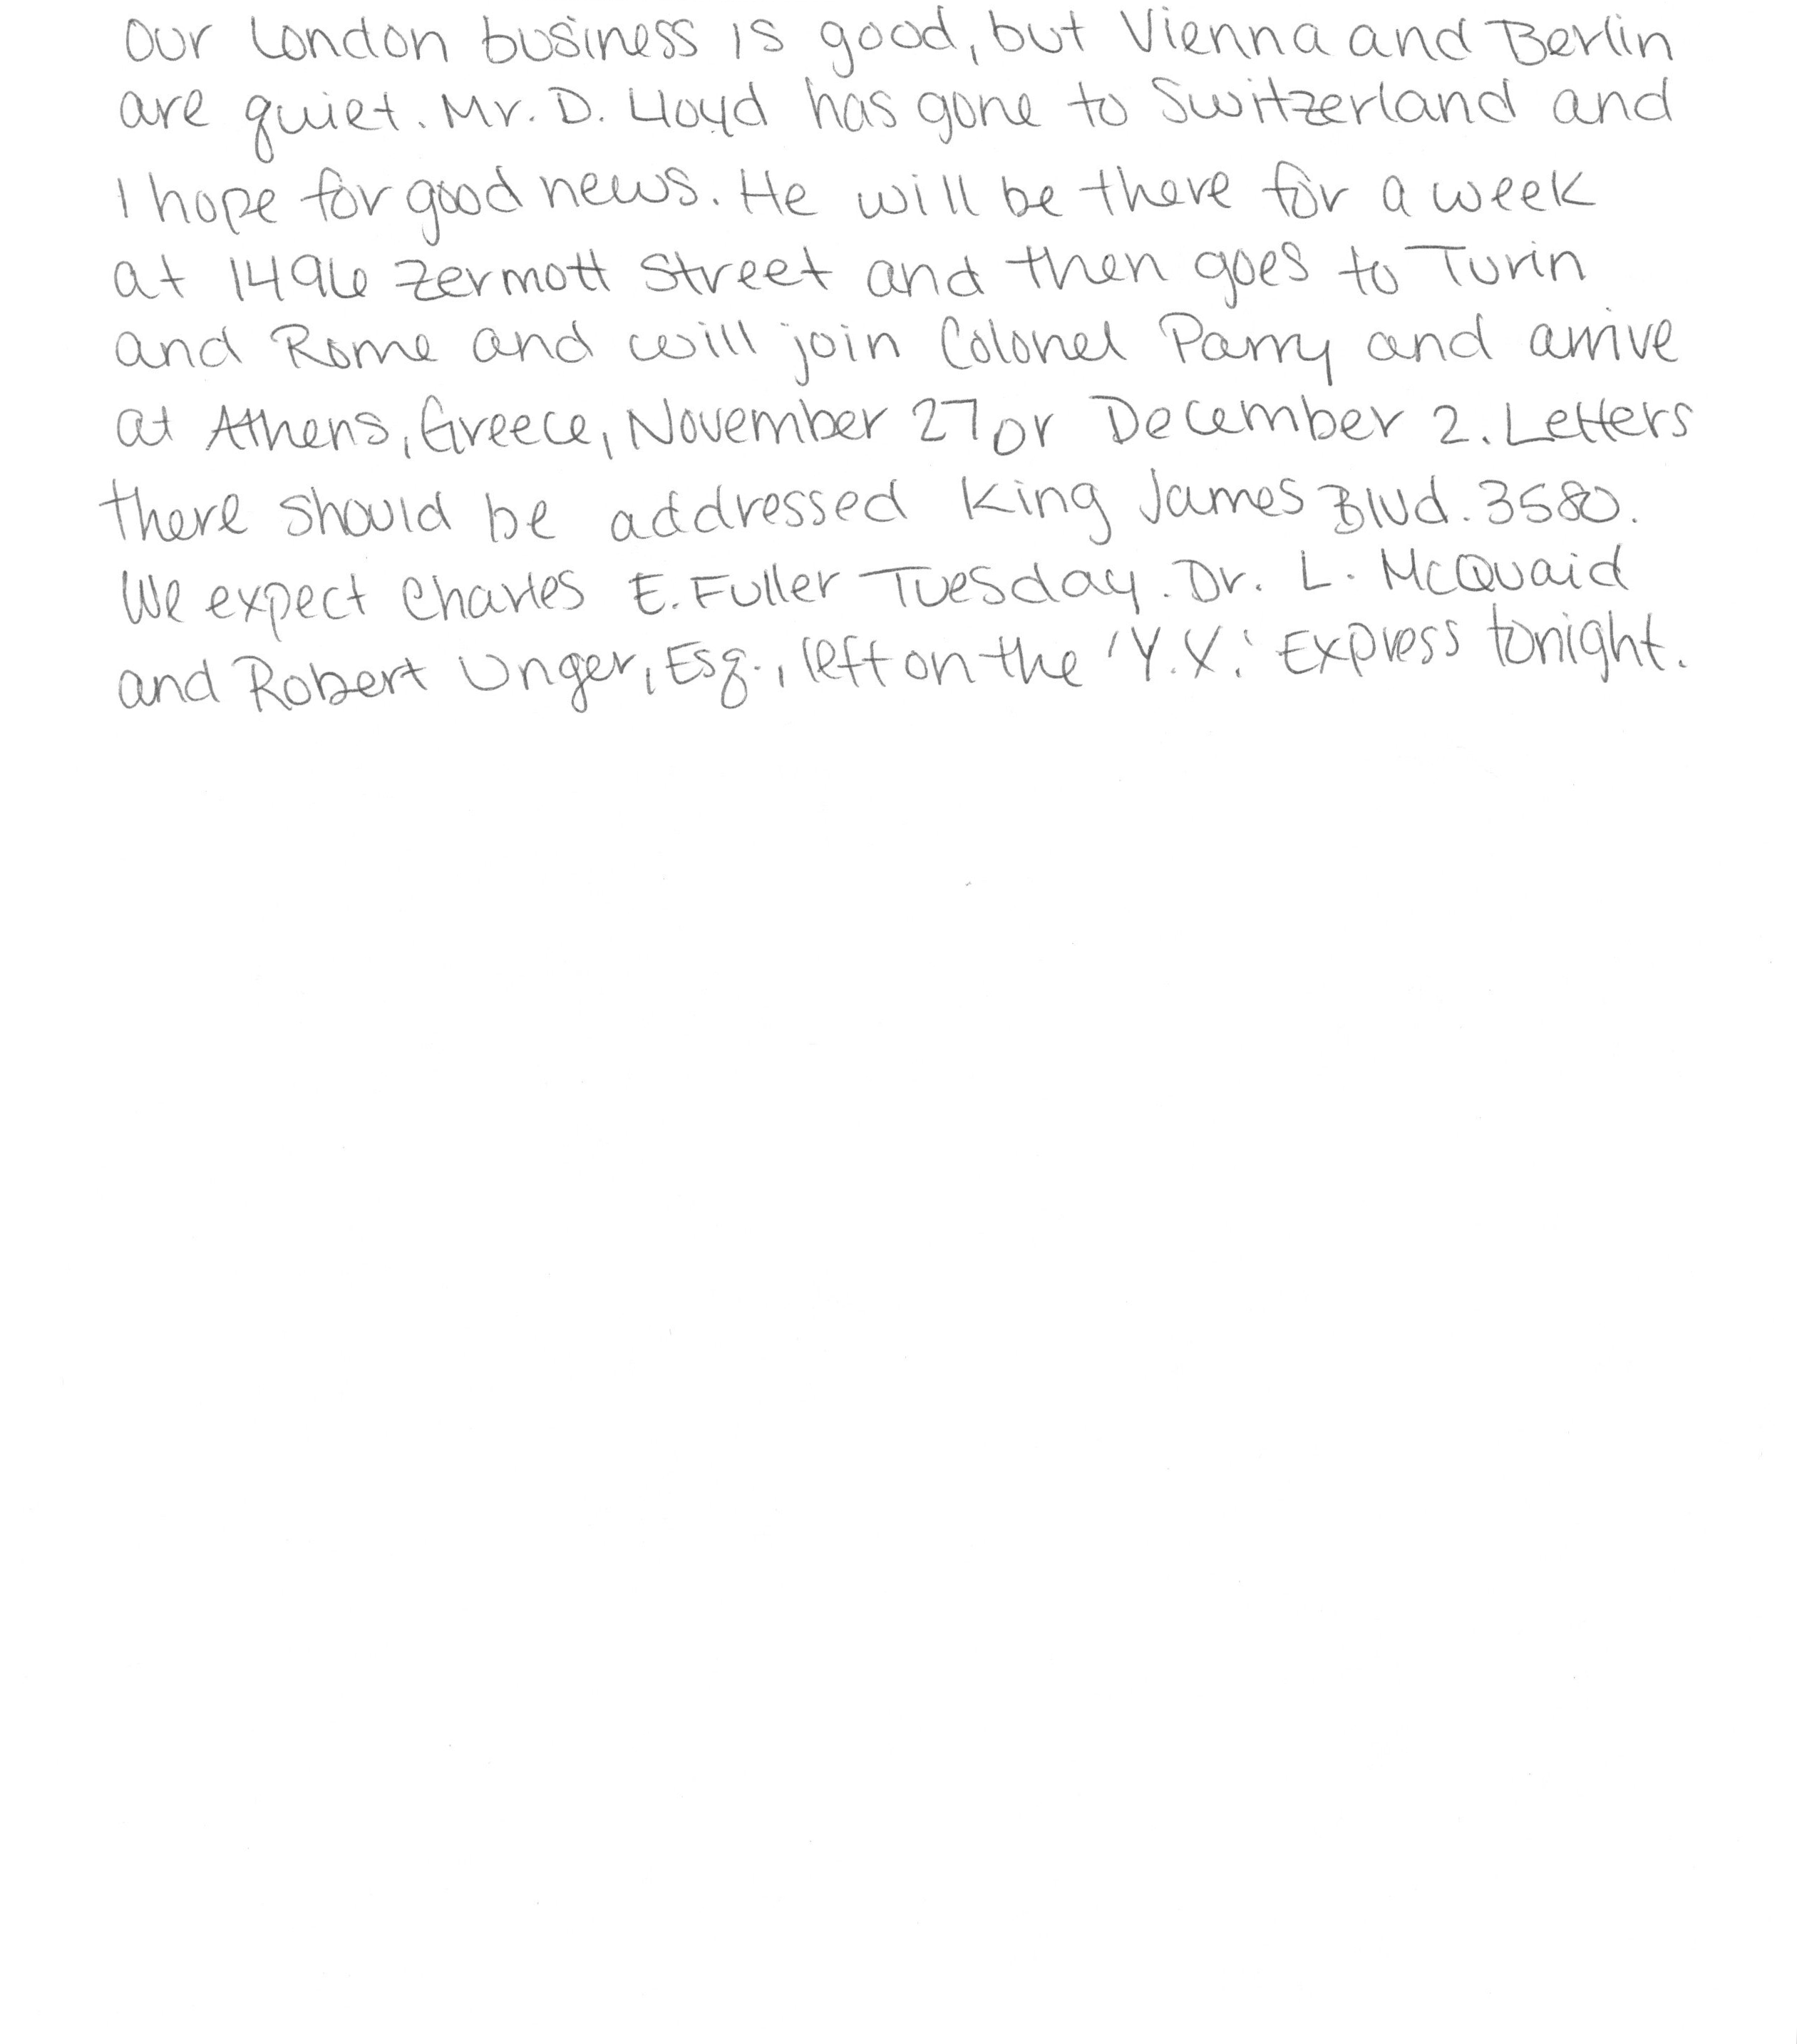 Our London business is good, but Vienna and Berlin
are quiet. Mr. D. Lloyd has gone to Switzerland and
I hope for good news. He will be there for a week
at 1496 Zermott Street and then goes to Turin
and Rome and will join Colonel Parry and arrive
at Athens, Greece, November 27 or December 2. Letters
there should be addressed King James Blvd. 3580.
We expect Charles E. Fuller Tuesday. Dr. L. McQuaid
and Robert Unger, Esq., left on the 'Y.X.' Express tonight.